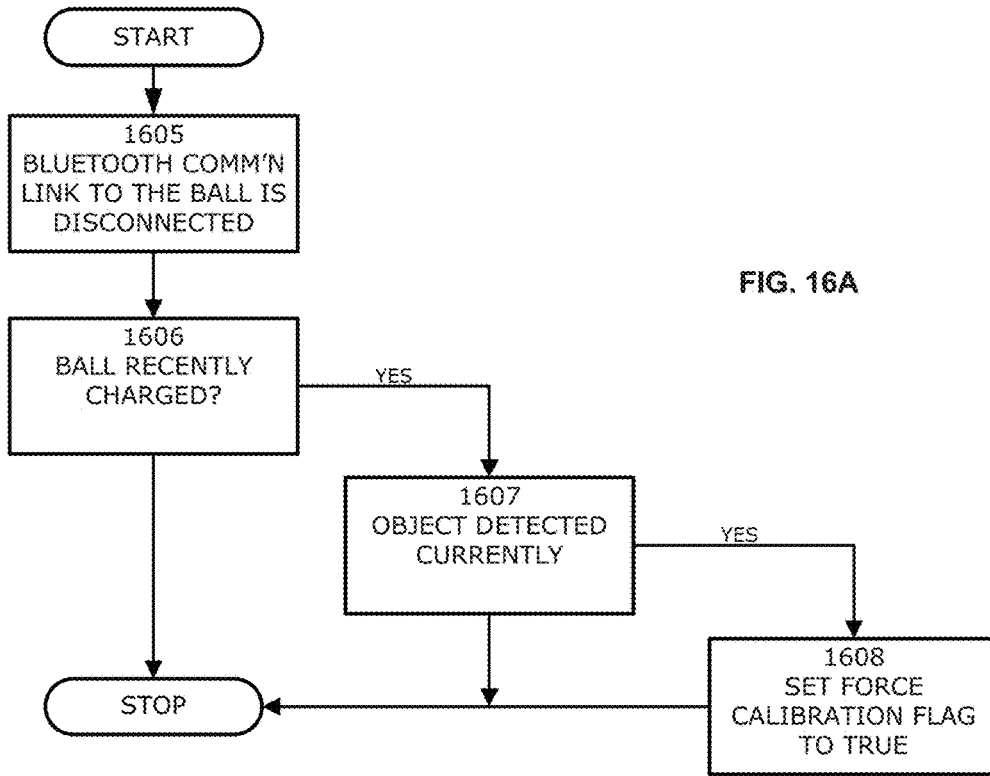 START
1605
BLUETOOTH COMM'N
LINK TO THE BALL IS
DISCONNECTED
FIG. 16A
1606
BALL RECENTLY
CHARGED?
YES
1607
OBJECT DETECTED
CURRENTLY
YES
1608
SET FORCE
CALIBRATION FLAG
TO TRUE
STOP